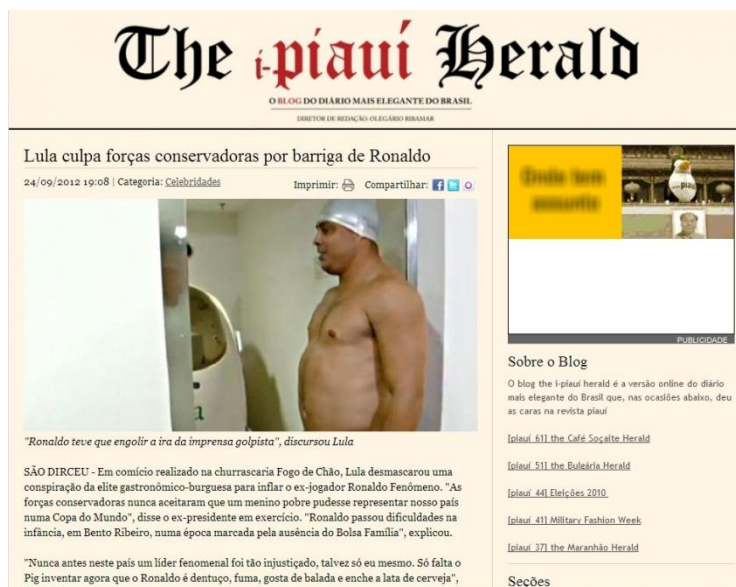 The i-piauí Herald
O BLOG DO DIÁRIO MAIS ELEGANTE DO BRASIL
DIRETOR DE REDAÇÃO: OLEGÁRIO RIBAMAR
Lula culpa forças conservadoras por barriga de Ronaldo
24/09/2012 19:08 | Categoria: Celebridades
Imprimir: Compartilhar:
"Ronaldo teve que engolir a ira da imprensa golpista", discursou Lula
SÃO DIRCEU - Em comício realizado na churrascaria Fogo de Chão, Lula desmascarou uma
conspiração da elite gastronômico-burguesa para inflar o ex-jogador Ronaldo Fenômeno. "As
forças conservadoras nunca aceitaram que um menino pobre pudesse representar nosso país
numa Copa do Mundo", disse o ex-presidente em exercício. "Ronaldo passou dificuldades na
infância, em Bento Ribeiro, numa época marcada pela ausência do Bolsa Família", explicou.
"Nunca antes neste país um líder fenomenal foi tão injustiçado, talvez só eu mesmo. Só falta o
Pig inventar agora que o Ronaldo é dentuço, fuma, gosta de balada e enche a lata de cerveja",
PUBLICIDADE
Sobre o Blog
O blog the i-piauí herald é a versão online do diário
mais elegante do Brasil que, nas ocasiões abaixo, deu
as caras na revista piauí
[piauí_61] the Café Soçaite Herald
[piauí_51] the Bulgária Herald
[piauí_44] Eleições 2010
[piauí_41] Military Fashion Week
[piauí_37] the Maranhão Herald
Seções